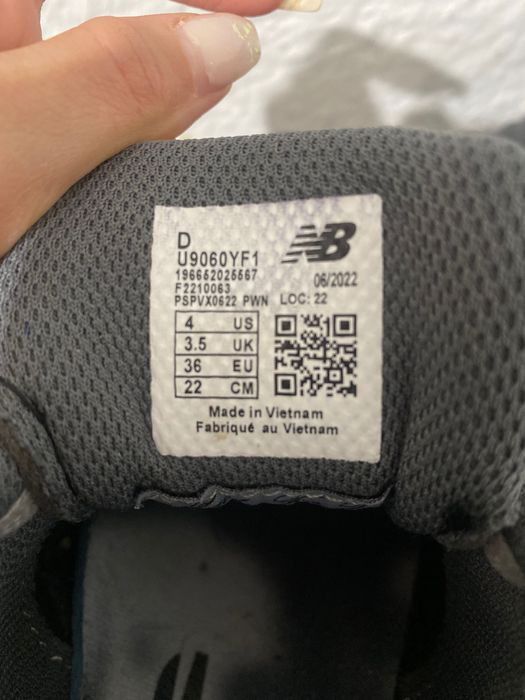 D
U9060YF1
NB
196652025567
06/2022
F2210063
PSPVX0622 PWN LOC: 22
4 US
3.5 UK
36 EU
22 CM
Made in Vietnam
Fabriqué au Vietnam